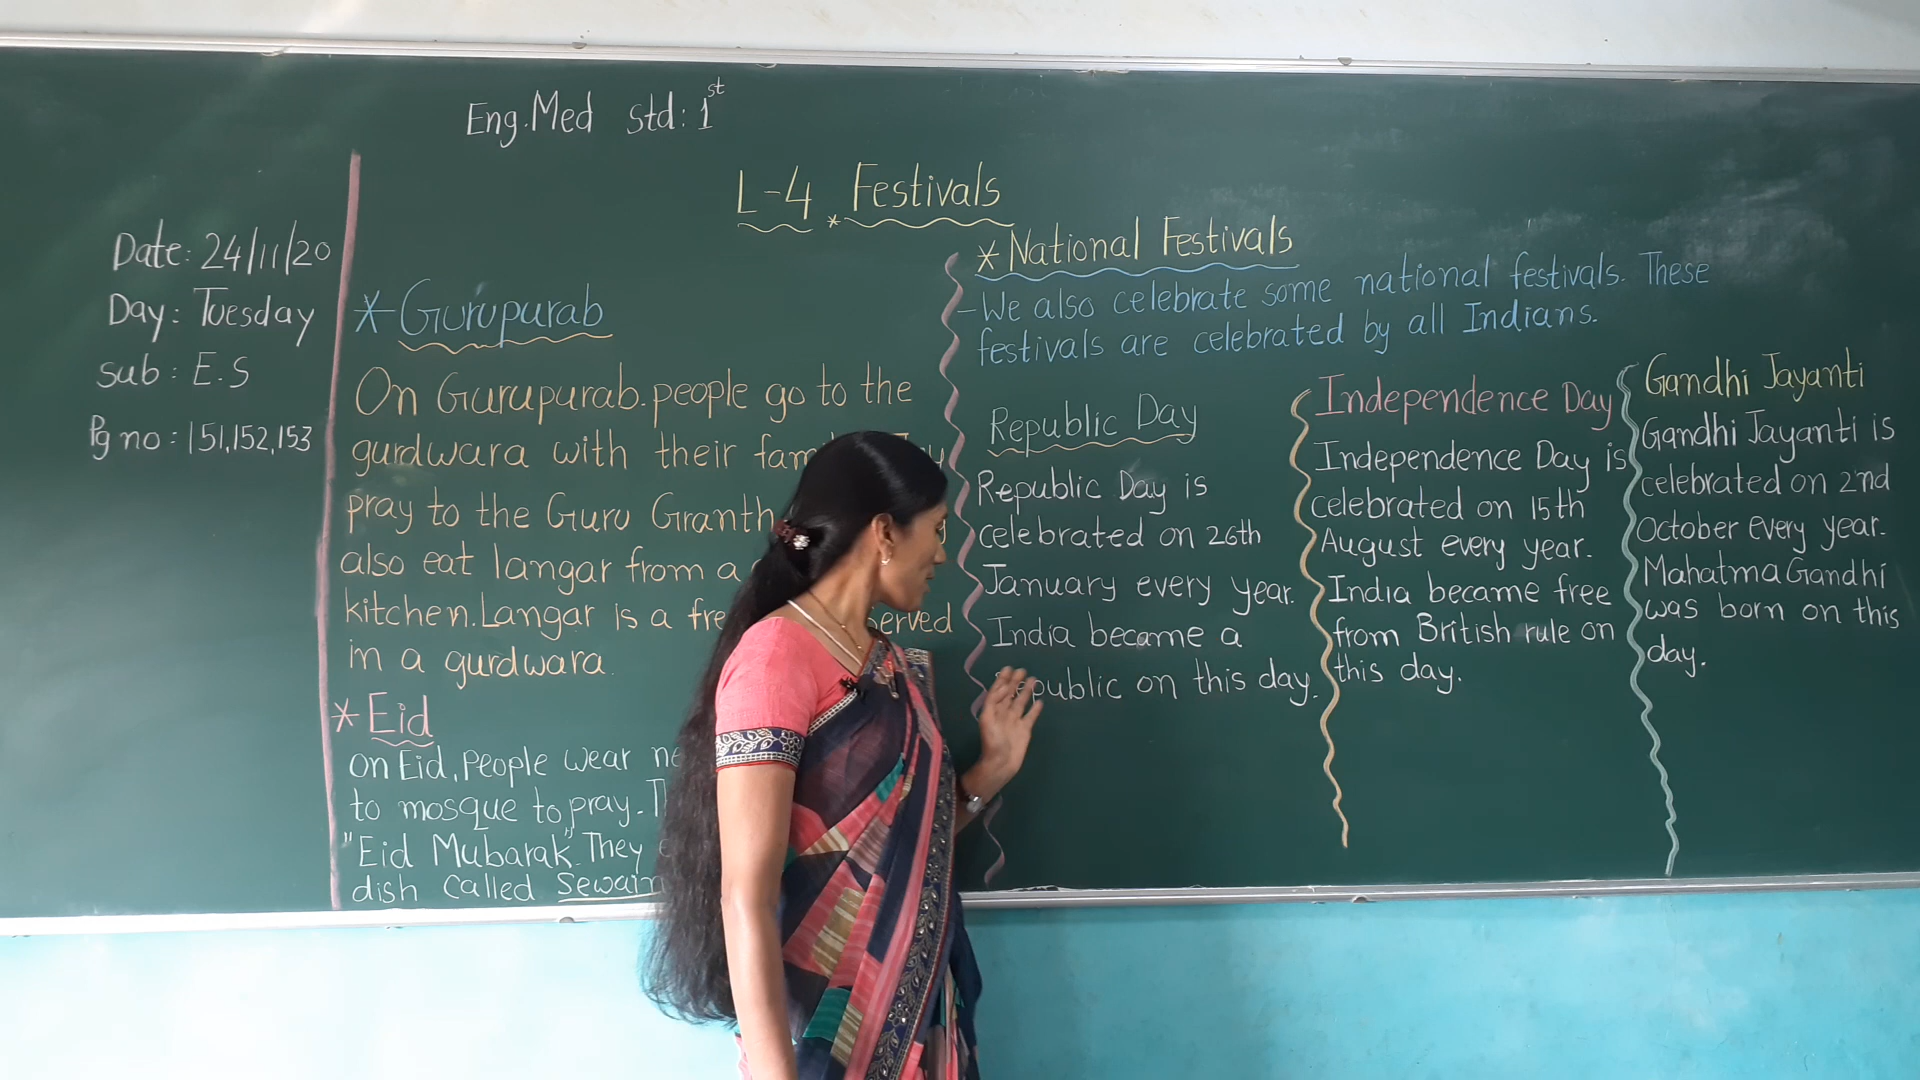 Eng.Med std: 1st
L-4 Festivals
Date: 24/11/20
Day: Tuesday
sub: E.S
Pg no: 151,152,153
* Gurupurab
On Gurupurab.people go to the
gurdwara with their
pray to the Guru Granth
also eat langar from a
kitchen.Langar is a
in a gurdwara.
* Eid
on Eid, People wear
to mosque to pray.
"Eid Mubarak". They
dish called
* National Festivals
- We also celebrate some national festivals. These
festivals are celebrated by all Indians.
Republic Day
Republic Day is
celebrated on 26th
January every year.
India became a
on this day.
Independence Day
Independence Day is
celebrated on 15th
August every year.
India became free
from British rule on
this day.
Gandhi Jayanti
Gandhi Jayanti is
celebrated on 2nd
October every year.
Mahatma Gandhi
was born on this
day.